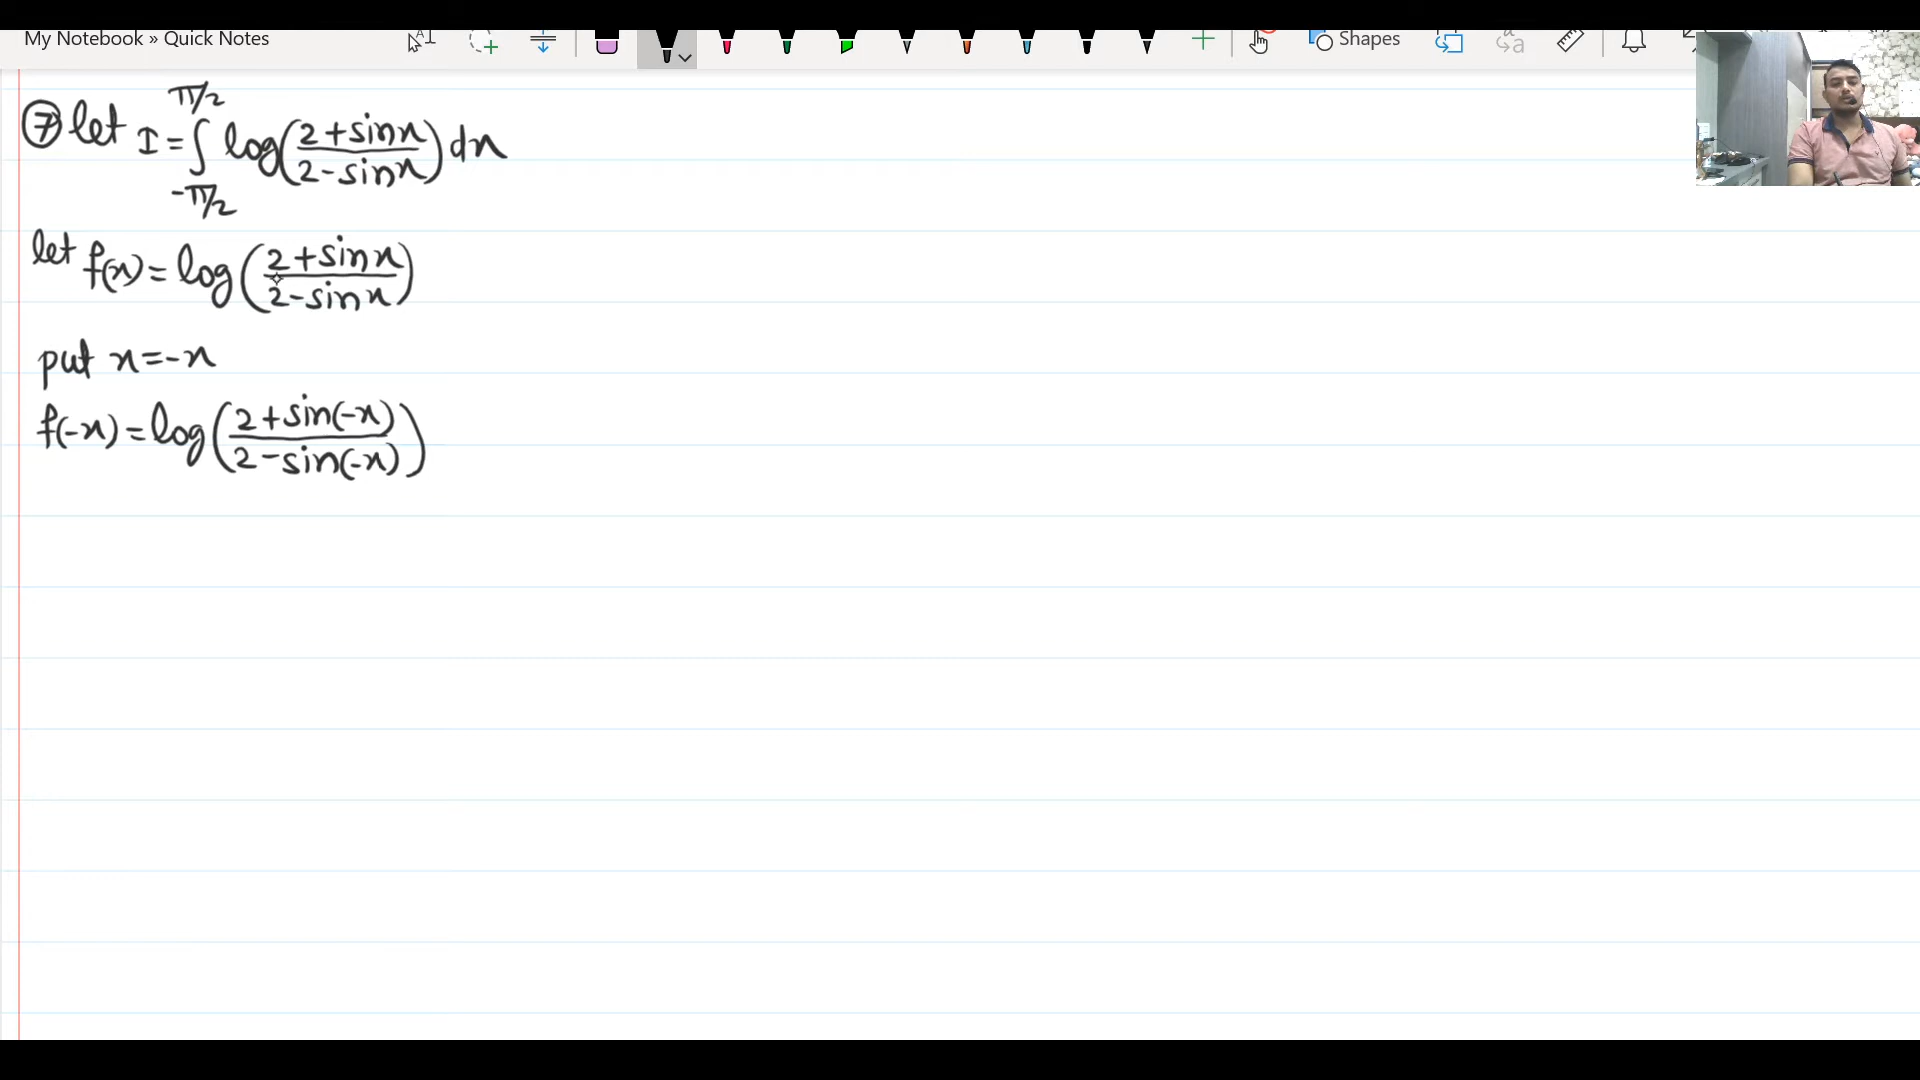 My Notebook » Quick Notes
Shapes
⑦ let I = ∫_{-π/2}^{π/2} log((2+sinx)/(2-sinx)) dx
let f(x) = log((2+sinx)/(2-sinx))
put x=-x
f(-x) = log((2+sin(-x))/(2-sin(-x)))